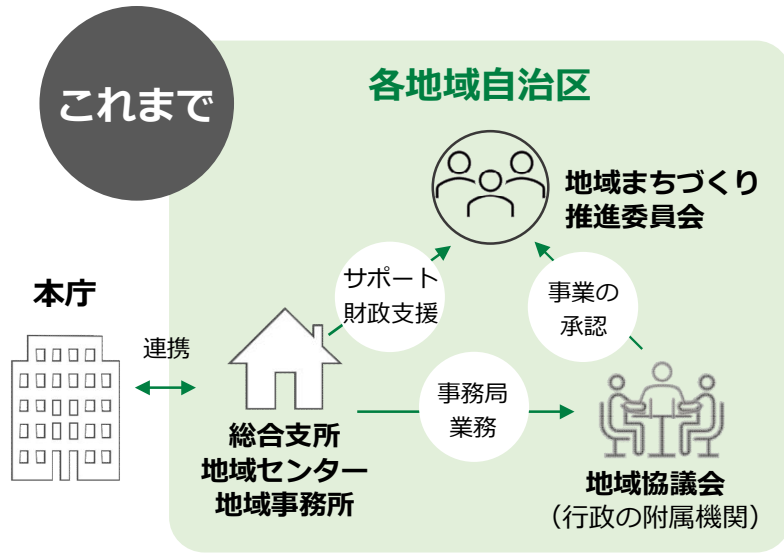 これまで
各地域自治区
地域まちづくり
推進委員会
サポート
財政支援
事業の
承認
本庁
連携
事務局
業務
総合支所
地域センター
地域事務所
地域協議会
（行政の附属機関）